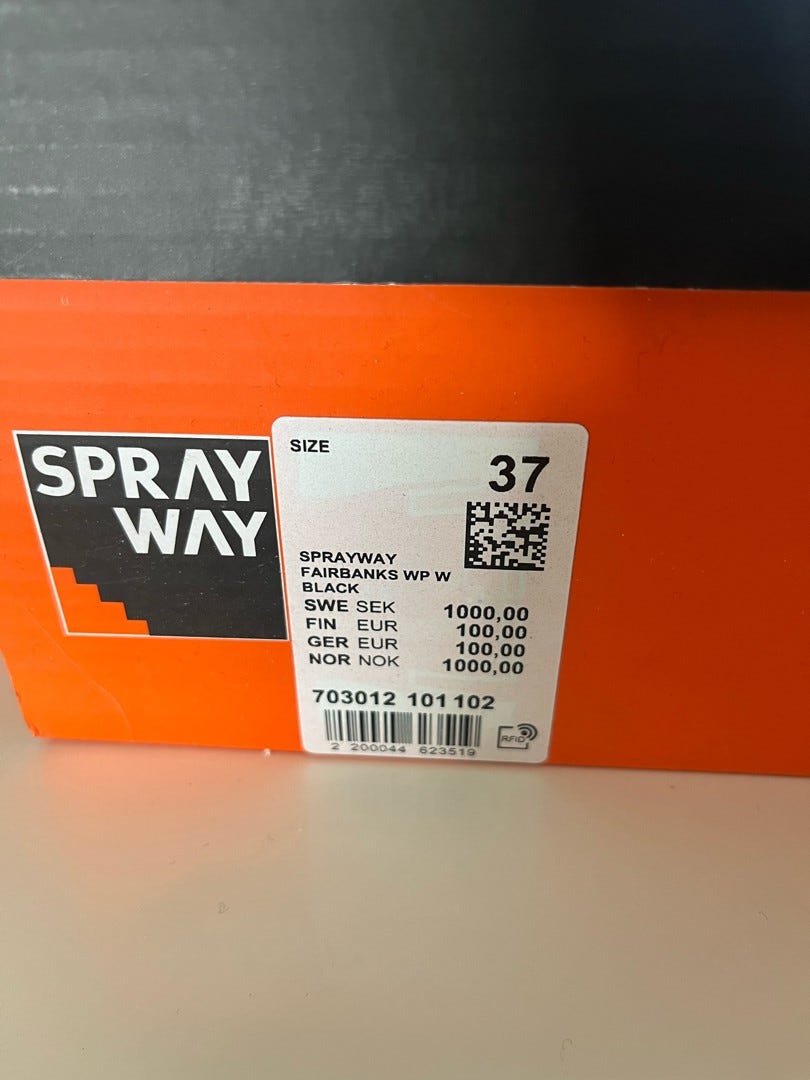 SPRAY
WAY
SIZE
37
SPRAYWAY
FAIRBANKS WP W
BLACK
SWE SEK 1000,00
FIN EUR 100,00
GER EUR 100,00
NOR NOK 1000,00
703012 101 102
2 200044 623519
RFID